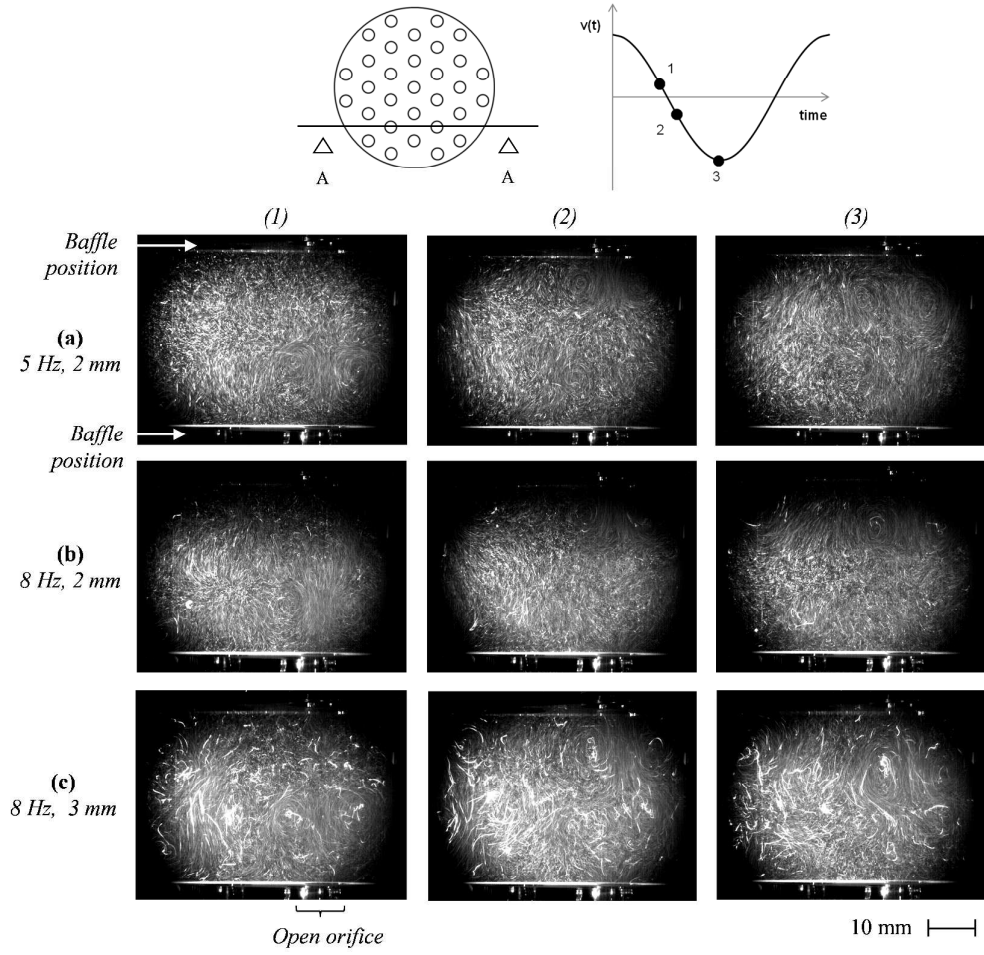 v(t)
1
2
3
time
A
A
(1)
(2)
(3)
Baffle
position
(a)
5 Hz, 2 mm
Baffle
position
(b)
8 Hz, 2 mm
(c)
8 Hz, 3 mm
Open orifice
10 mm